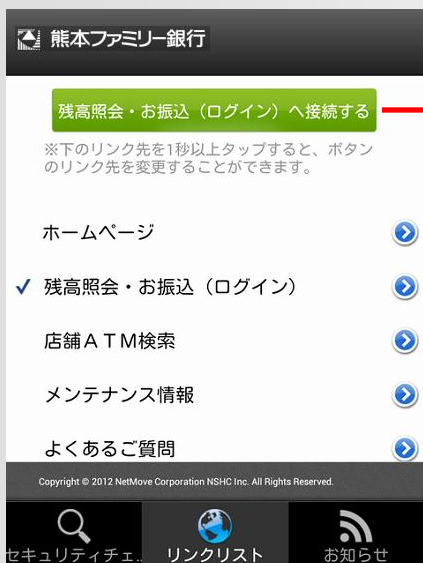 熊本ファミリー銀行
残高照会・お振込（ログイン）へ接続する
※下のリンク先を1秒以上タップすると、ボタン
のリンク先を変更することができます。
ホームページ
残高照会・お振込（ログイン）
店舗ＡＴＭ検索
メンテナンス情報
よくあるご質問
Copyright © 2012 NetMove Corporation NSHC Inc. All Rights Reserved.
セキュリティチェ...
リンクリスト
お知らせ